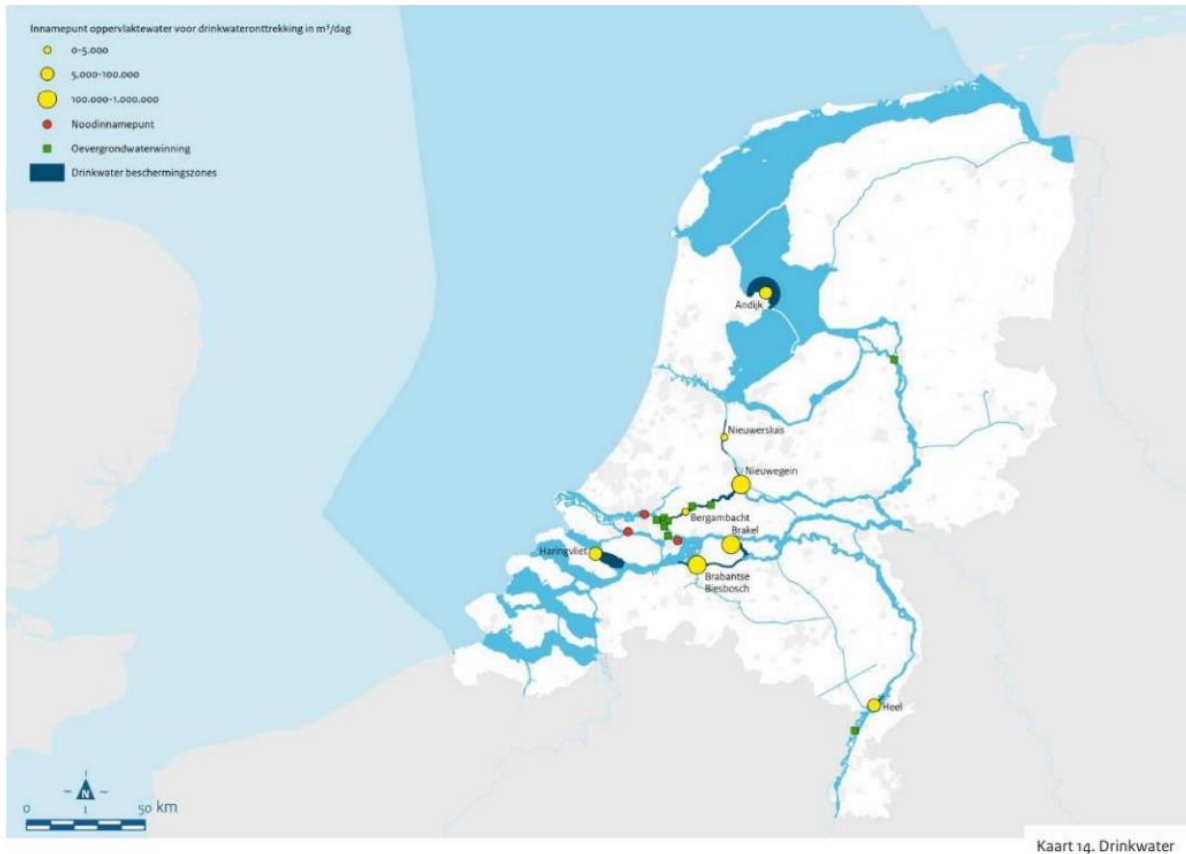 Innamepunt oppervlaktewater voor drinkwateronttrekking in m³/dag
0-5.000
5.000-100.000
100.000-1.000.000
Noodinnamepunt
Oevergrondwaterwinning
Drinkwater beschermingszones
Andijk
Nieuwersluis
Nieuwegein
Bergambacht
Brakel
Haringvliet
Brabantse
Biesbosch
Heel
N
0 50 km
Kaart 14. Drinkwater